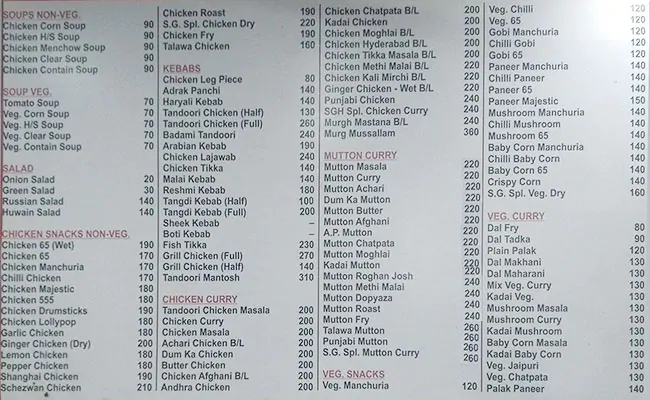 SOUPS NON-VEG.
Chicken Corn Soup 90
Chicken H/S Soup 90
Chicken Menchow Soup 90
Chicken Clear Soup 90
Chicken Contain Soup 90
SOUP VEG.
Tomato Soup 70
Veg. Corn Soup 70
Veg. H/S Soup 70
Veg. Clear Soup 70
Veg. Contain Soup 70
SALAD
Onion Salad 20
Green Salad 30
Russian Salad 140
Huwain Salad 140
CHICKEN SNACKS NON-VEG.
Chicken 65 (Wet) 190
Chicken 65 170
Chicken Manchuria 170
Chilli Chicken 170
Chicken Majestic 180
Chicken 555 180
Chicken Drumsticks 190
Chicken Lollypop 180
Garlic Chicken 180
Ginger Chicken (Dry) 200
Lemon Chicken 180
Pepper Chicken 180
Shanghai Chicken 190
Schezwan Chicken 210
Chicken Roast 190
S.G. Spl. Chicken Dry 220
Chicken Fry 190
Talawa Chicken 160
KEBABS
Chicken Leg Piece 80
Adrak Panchi 140
Haryali Kebab 140
Tandoori Chicken (Half) 130
Tandoori Chicken (Full) 260
Badami Tandoori 240
Arabian Kebab 190
Chicken Lajawab 240
Chicken Tikka 140
Malai Kebab 140
Reshmi Kebab 180
Tangdi Kebab (Half) 100
Tangdi Kebab (Full) 200
Sheek Kebab –
Boti Kebab –
Fish Tikka 230
Grill Chicken (Full) 270
Grill Chicken (Half) 140
Tandoori Mantosh 310
CHICKEN CURRY
Tandoori Chicken Masala 200
Chicken Curry 200
Chicken Masala 200
Achari Chicken B/L 200
Dum Ka Chicken 200
Butter Chicken 200
Chicken Afghani B/L 200
Andhra Chicken 200
Chicken Chatpata B/L 200
Kadai Chicken 200
Chicken Moghlai B/L 200
Chicken Hyderabad B/L 200
Chicken Tikka Masala B/L 200
Chicken Methi Malai B/L
Chicken Kali Mirchi B/L
Ginger Chicken - Wet B/L
Punjabi Chicken
SGH Spl. Chicken Curry
Murgh Mastana B/L
Murg Mussallam 360
MUTTON CURRY
Mutton Masala 220
Mutton Curry 220
Mutton Achari 220
Dum Ka Mutton 220
Mutton Butter 220
Mutton Afghani 220
A.P. Mutton 220
Mutton Chatpata 220
Mutton Moghlai 220
Kadai Mutton 220
Mutton Roghan Josh 220
Mutton Methi Malai 240
Mutton Dopyaza 240
Mutton Roast 240
Mutton Fry 240
Talawa Mutton 260
Punjabi Mutton 260
S.G. Spl. Mutton Curry 260
VEG. SNACKS
Veg. Manchuria 120
Veg. Chilli 120
Veg. 65 120
Gobi Manchuria 120
Chilli Gobi 120
Gobi 65 120
Paneer Manchuria 140
Chilli Paneer 140
Paneer 65 140
Paneer Majestic 150
Mushroom Manchuria 140
Chilli Mushroom 140
Mushroom 65 140
Baby Corn Manchuria 140
Chilli Baby Corn 140
Baby Corn 65 140
Crispy Corn 140
S.G. Spl. Veg. Dry 160
VEG. CURRY
Dal Fry 80
Dal Tadka 90
Plain Palak 120
Dal Makhani 130
Dal Maharani 130
Mix Veg. Curry 130
Kadai Veg. 130
Mushroom Masala 130
Mushroom Curry 130
Kadai Mushroom 130
Baby Corn Masala 130
Kadai Baby Corn 130
Veg. Jaipuri 130
Veg. Chatpata 130
Palak Paneer 140